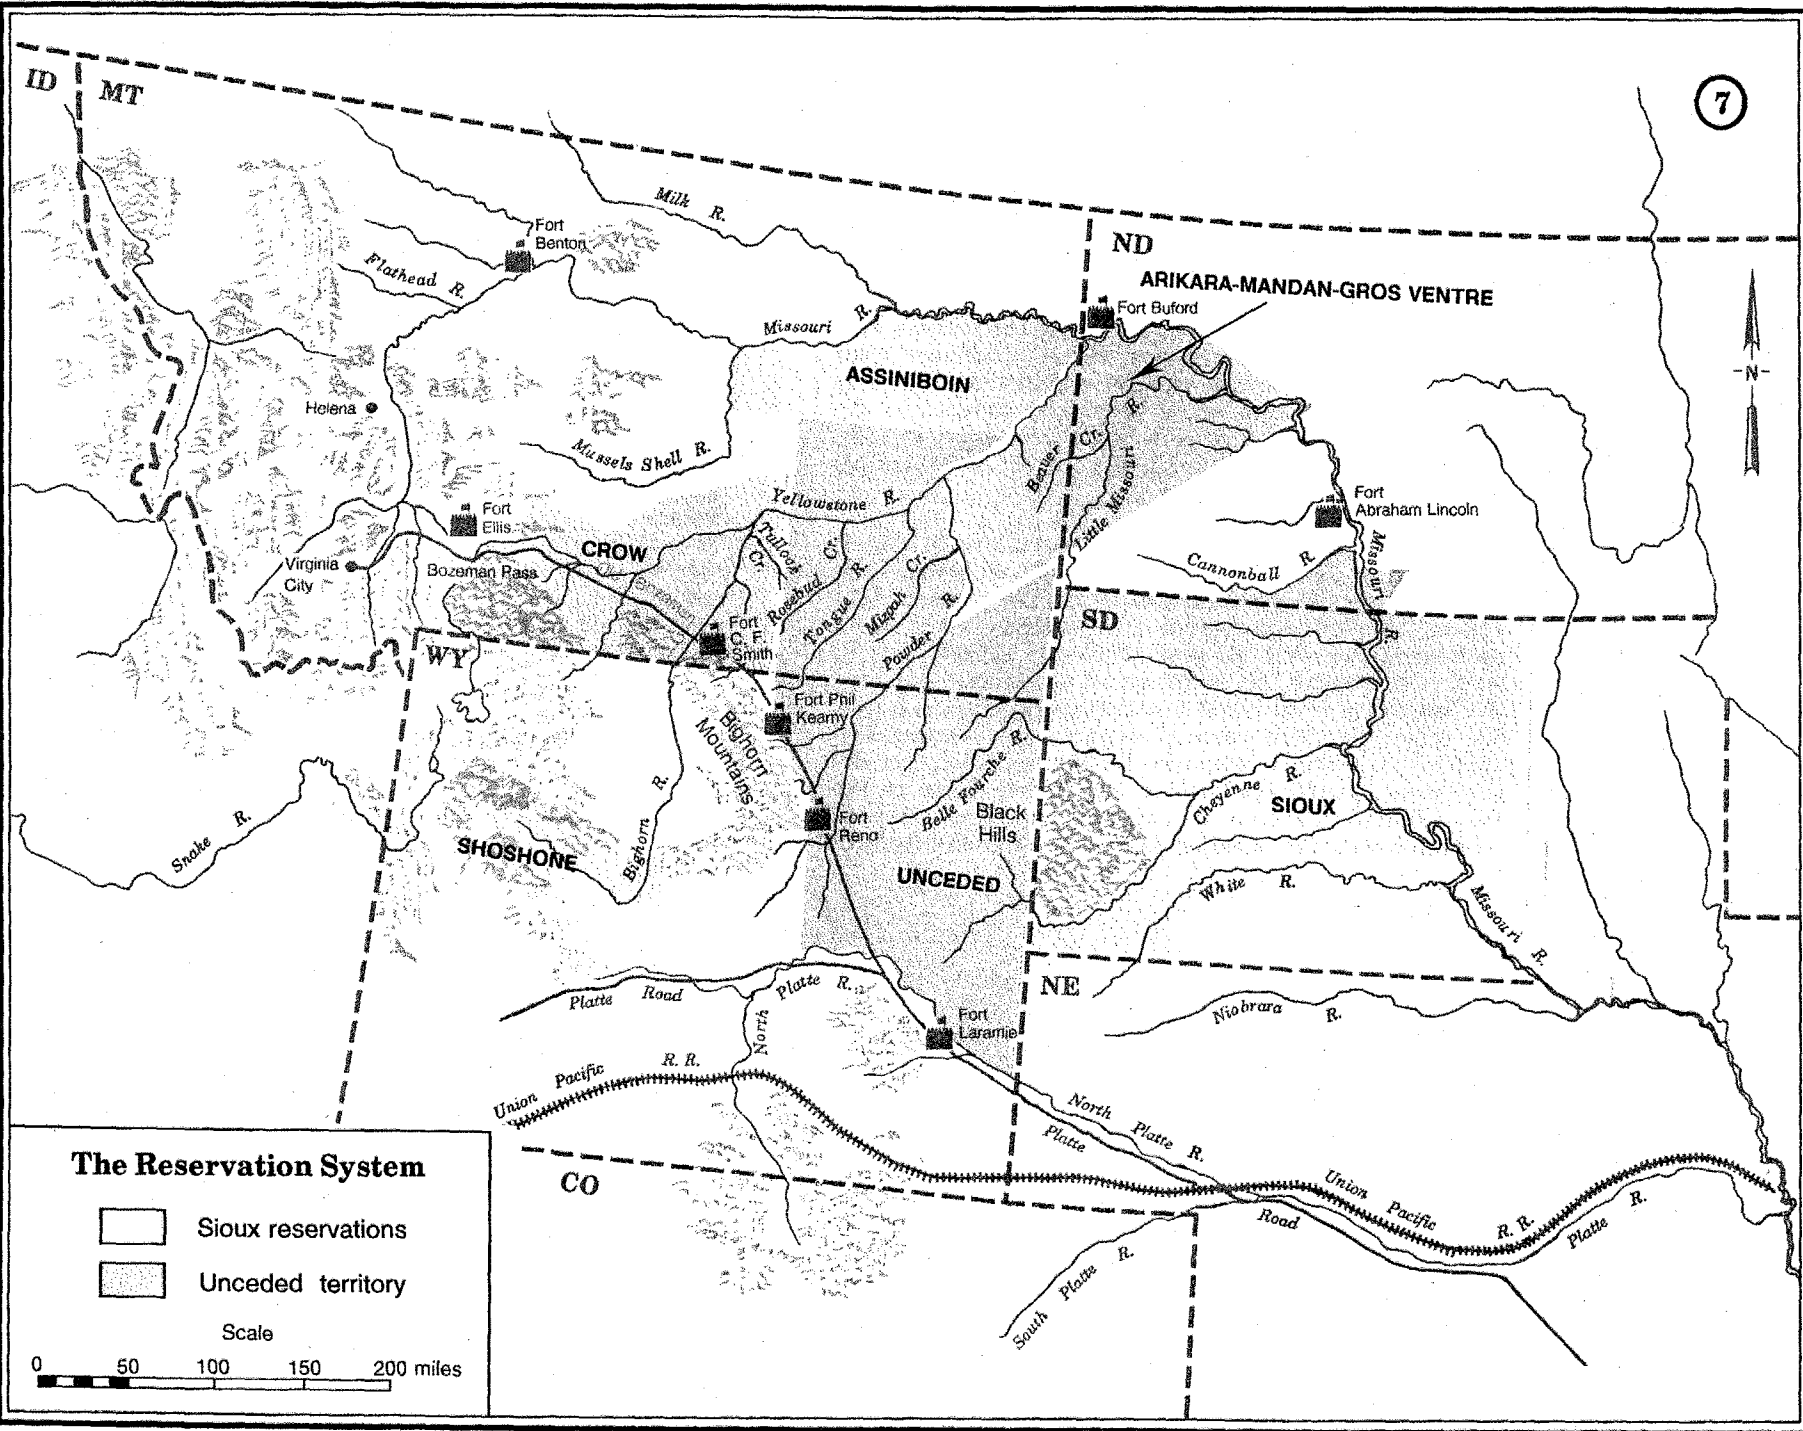 ID
MT
7
Milk R.
Fort
Benton
Flathead R.
ND
ARIKARA-MANDAN-GROS VENTRE
Fort Buford
Missouri R.
ASSINIBOIN
N
Helena
R.
Mussels Shell R.
Beaver Cr.
Little Missouri
Yellowstone R.
Fort
Ellis
Fort
Abraham Lincoln
CROW
Tullock
Cr.
Cr.
Rosebud
R.
Tongue
Cr.
Mizpah
R.
Powder
Virginia
City
Bozeman Pass
Cannonball R.
Missouri
R.
SD
Fort
C. F.
Smith
WY
Fort Phil
Kearny
Bighorn
Mountains
Belle Fourche R.
Cheyenne R.
SIOUX
Black
Hills
Fort
Reno
Snake R.
SHOSHONE
Bighorn R.
UNCEDED
White R.
Missouri R.
NE
Platte Road
North Platte R.
Niobrara R.
Fort
Laramie
Union Pacific R. R.
North Platte R.
Platte
Road
CO
Union Pacific R. R.
Platte R.
South Platte R.
The Reservation System
Sioux reservations
Unceded territory
Scale
0 50 100 150 200 miles